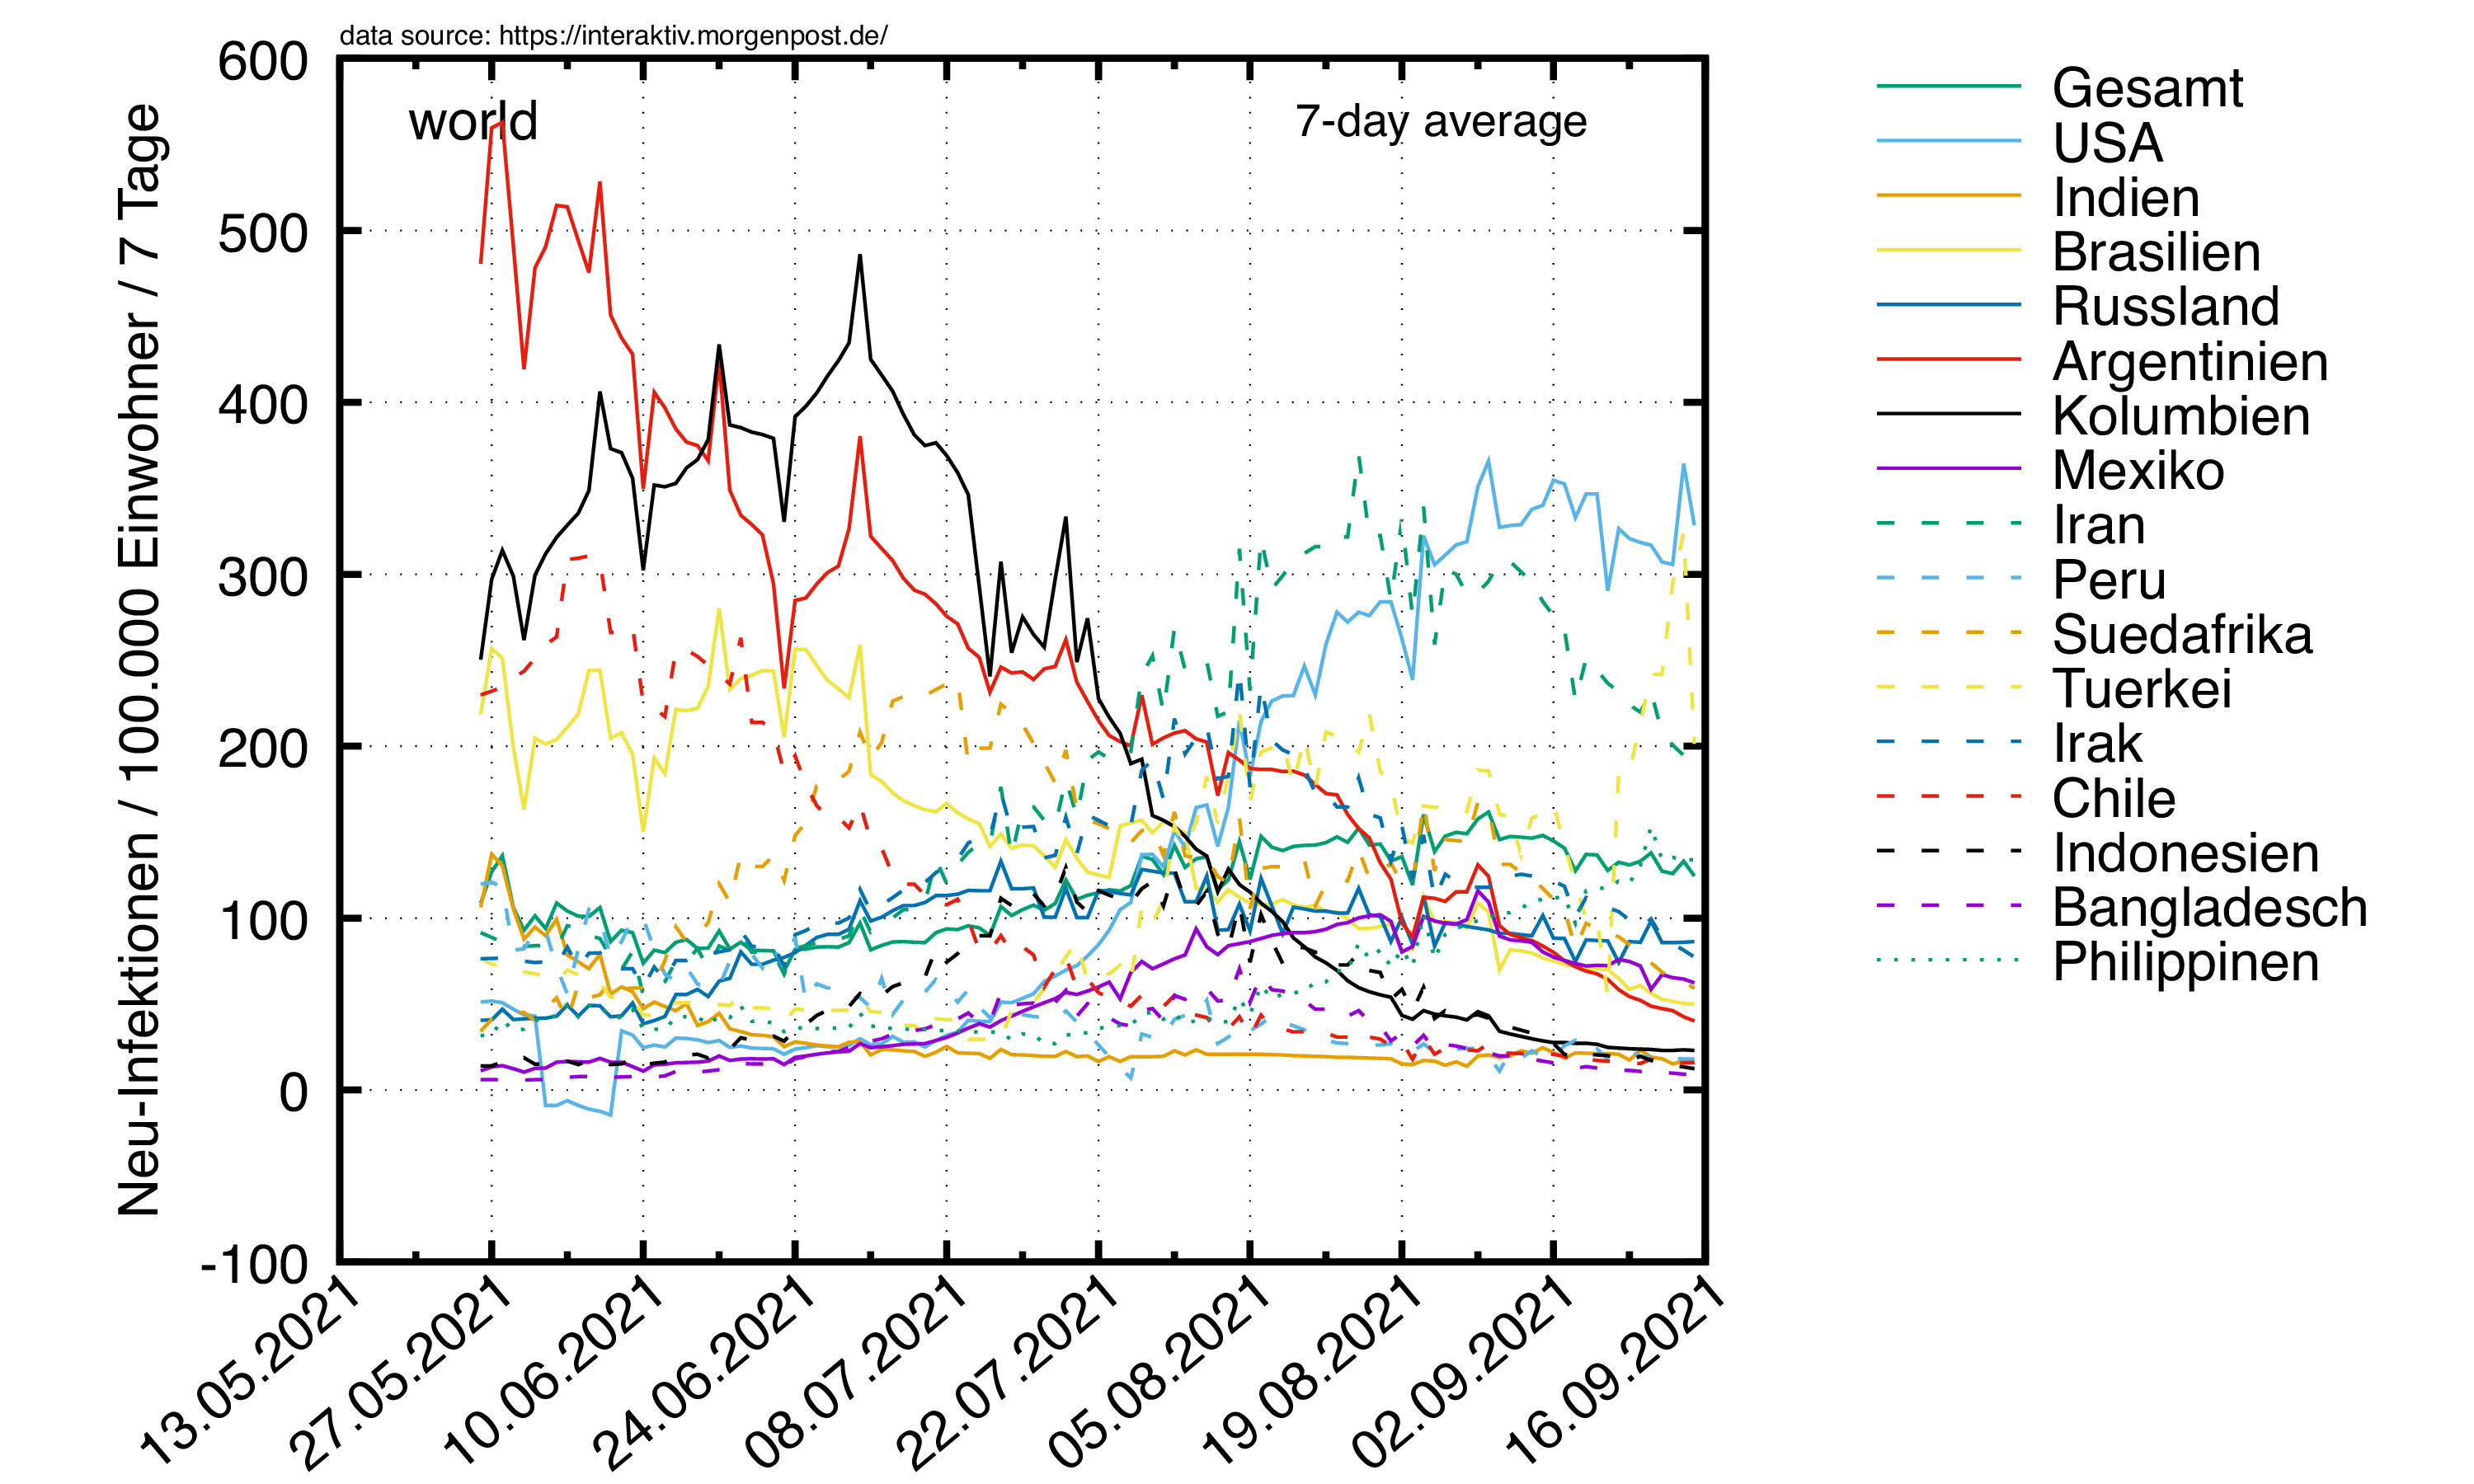 data source: https://interaktiv.morgenpost.de/
world
7-day average
Neu-Infektionen / 100.000 Einwohner / 7 Tage
600
500
400
300
200
100
0
-100
13.05.2021
27.05.2021
10.06.2021
24.06.2021
08.07.2021
22.07.2021
05.08.2021
19.08.2021
02.09.2021
16.09.2021
Gesamt
USA
Indien
Brasilien
Russland
Argentinien
Kolumbien
Mexiko
Iran
Peru
Suedafrika
Tuerkei
Irak
Chile
Indonesien
Bangladesch
Philippinen